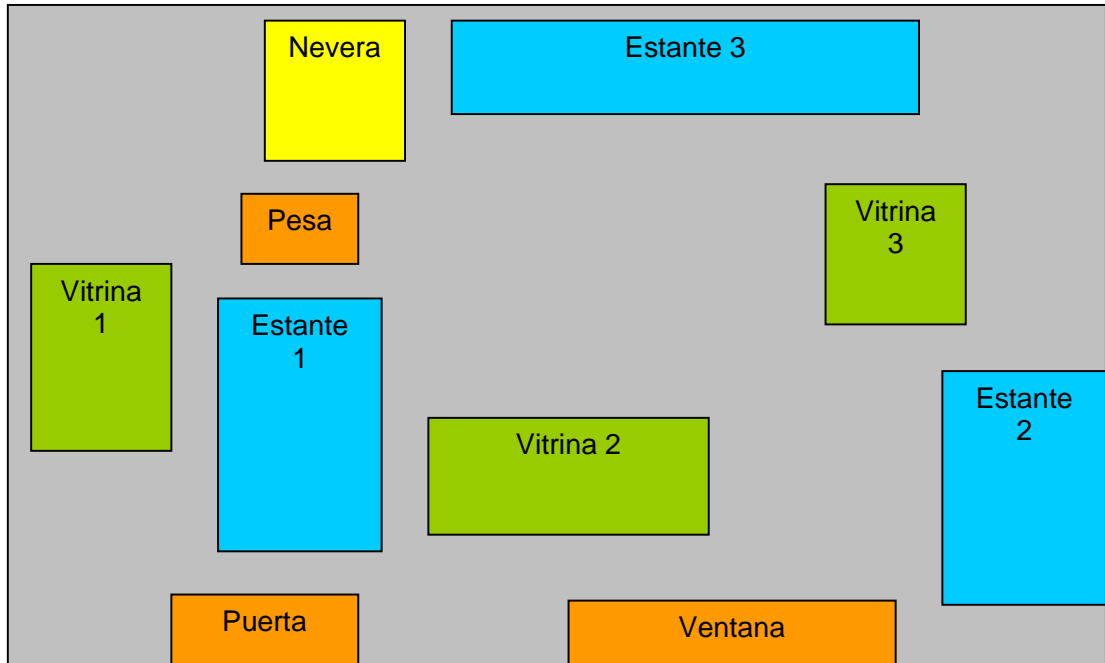 Nevera
Estante 3
Pesa
Vitrina
3
Vitrina
1
Estante
1
Estante
2
Vitrina 2
Puerta
Ventana